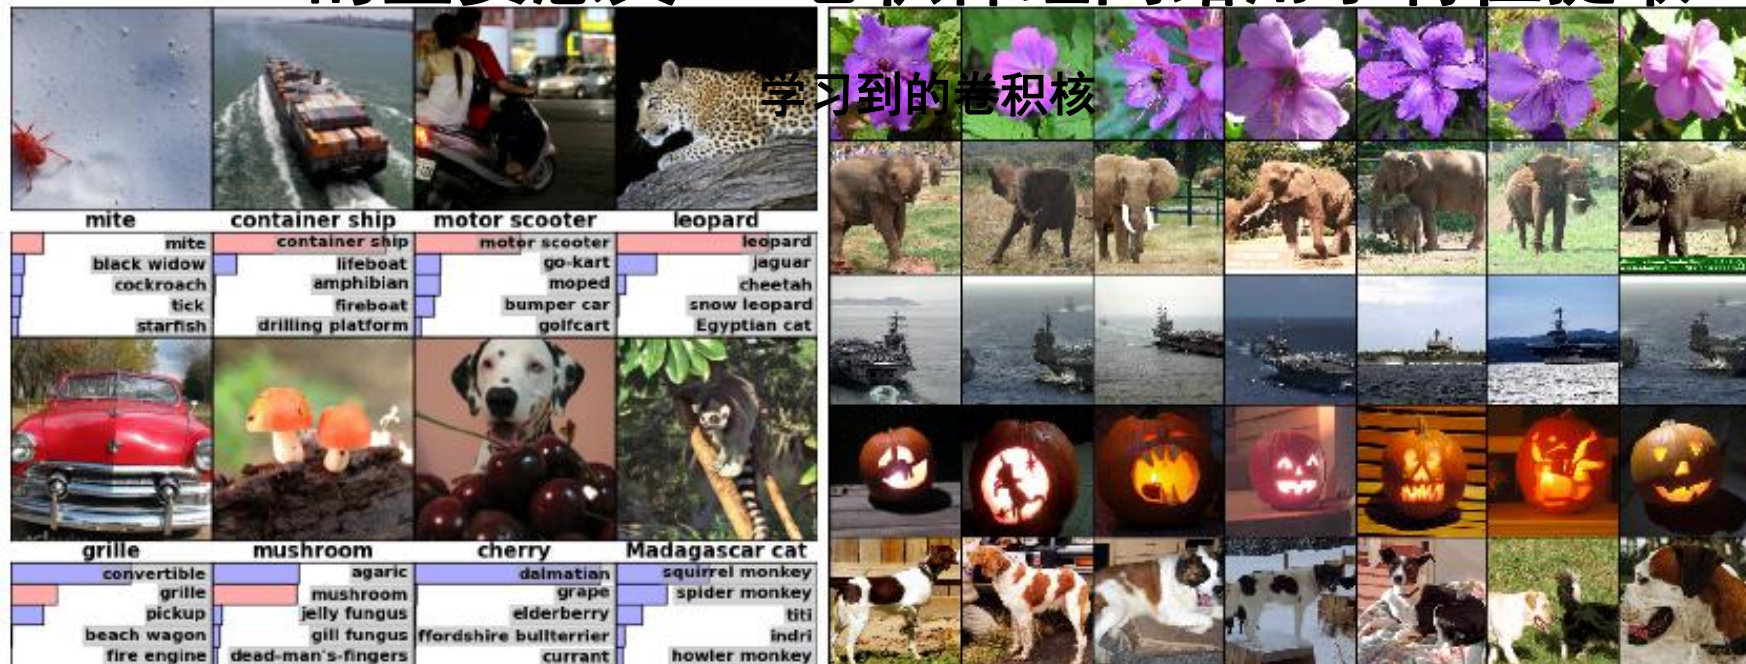 学习到的卷积核
mite
container ship
motor scooter
leopard
mite
black widow
cockroach
tick
starfish
container ship
lifeboat
amphibian
fireboat
drilling platform
motor scooter
go-kart
moped
bumper car
golfcart
leopard
jaguar
cheetah
snow leopard
Egyptian cat
grille
mushroom
cherry
Madagascar cat
convertible
grille
pickup
beach wagon
fire engine
agaric
mushroom
jelly fungus
gill fungus
dead-man's-fingers
dalmatian
grape
elderberry
ffordshire bullterrier
currant
squirrel monkey
spider monkey
titi
indri
howler monkey